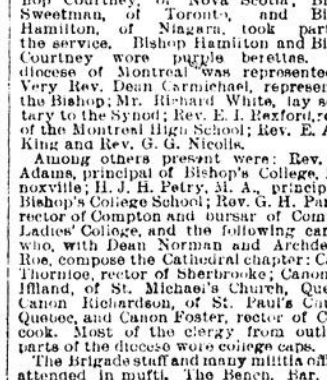 hop Courtney, of Nova Scotia, Bi
Sweetman, of Toronto, and Bi
Hamilton, of Niagara, took par
the service. Bishop Hamilton and Bi
Courtney wore purple berettas.
diocese of Montreal was represente
Very Rev. Dean Carmichael, represen
the Bishop; Mr. Richard White, lay s
tary to the Synod; Rev. E. I. Rexford, r
of the Montreal High School; Rev. E. A
King and Rev. G. G. Nicolls.
Among others present were: Rev.
Adams, principal of Bishop's College,
noxville; H. J. H. Petry, M. A., princip
Bishop's College School; Rev. G. H. Par
rector of Compton and bursar of Com
Ladies' College, and the following can
who, with Dean Norman and Archde
Roe, compose the Cathedral chapter: C
Thornloe, rector of Sherbrooke; Canon
Iffland, of St. Michael's Church, Que
Canon Richardson, of St. Paul's Ca
Quebec, and Canon Foster, rector of C
cook. Most of the clergy from outl
parts of the diocese wore college caps.
The Brigade staff and many militia offi
attended in mufti. The Bench, Bar,